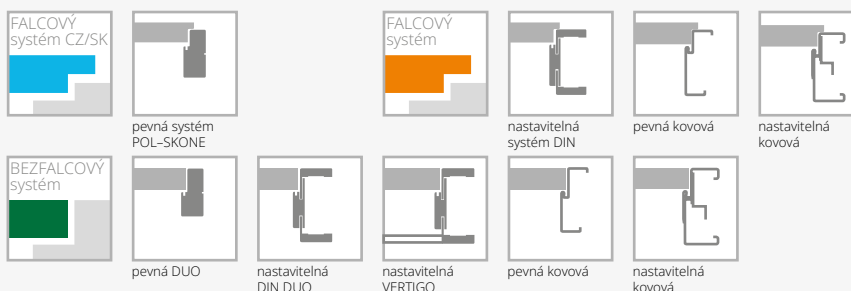 FALCOVÝ
systém CZ/SK
pevná systém
POL–SKONE
FALCOVÝ
systém
nastavitelná
systém DIN
pevná kovová
nastavitelná
kovová
BEZFALCOVÝ
systém
pevná DUO
nastavitelná
DIN DUO
nastavitelná
VERTIGO
pevná kovová
nastavitelná
kovová